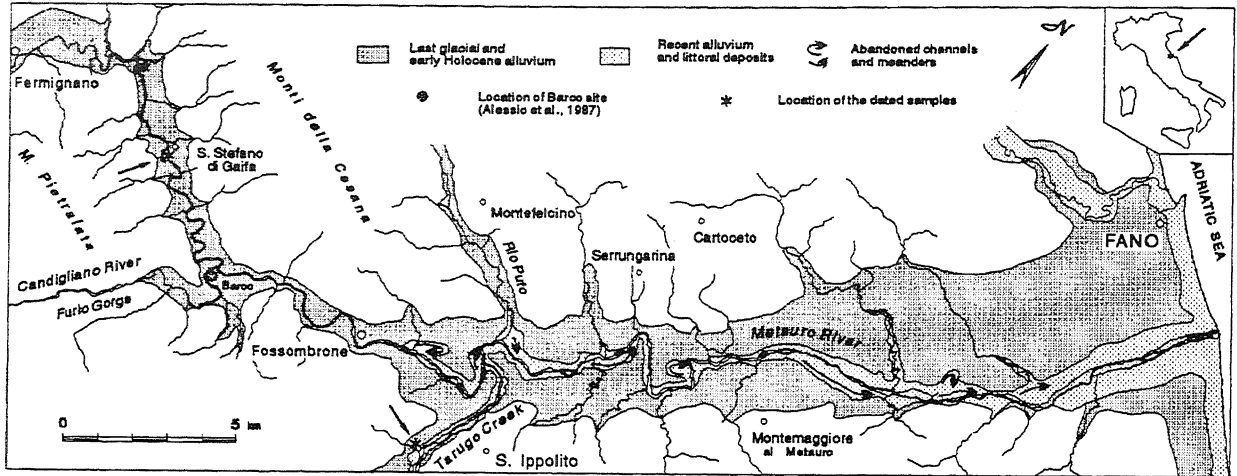 Last glacial and
early Holocene alluvium
Recent alluvium
and littoral deposits
Abandoned channels
and meanders
Location of Barco site
(Alessio et al., 1987)
Location of the dated samples
Fermignano
Monti della Cesana
S. Stefano
di Gaifa
M. Pietralata
Montefelcino
Cartoceto
Serrungarina
Rio Puto
FANO
ADRIATIC SEA
Candigliano River
Barco
Furlo Gorge
Metauro River
Fossombrone
0 5 km
Tarugo Creek
S. Ippolito
Montemaggiore
al Metauro